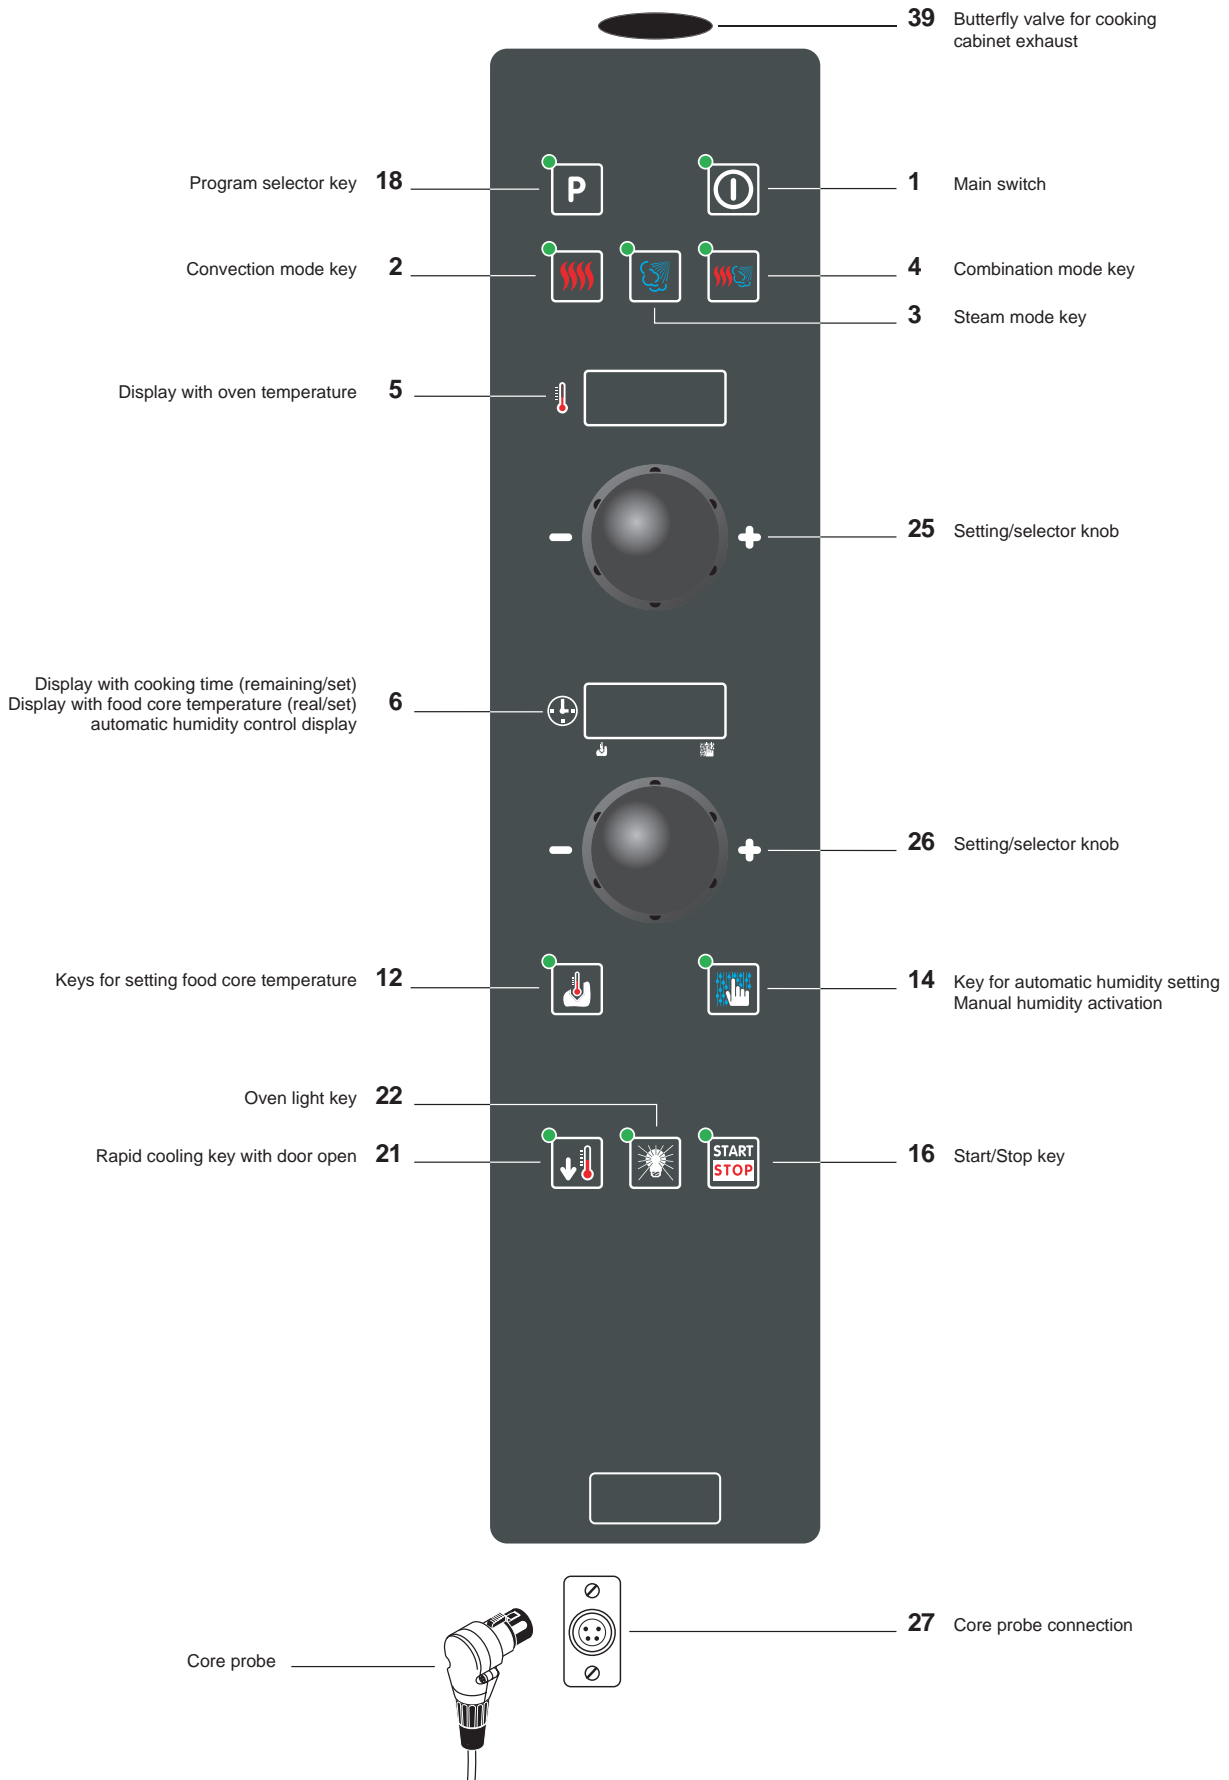 39 Butterfly valve for cooking
cabinet exhaust
Program selector key 18
P
1 Main switch
Convection mode key 2
4 Combination mode key
3 Steam mode key
Display with oven temperature 5
25 Setting/selector knob
Display with cooking time (remaining/set)
Display with food core temperature (real/set) 6
automatic humidity control display
26 Setting/selector knob
Keys for setting food core temperature 12
14 Key for automatic humidity setting
Manual humidity activation
Oven light key 22
Rapid cooling key with door open 21
START
STOP
16 Start/Stop key
27 Core probe connection
Core probe